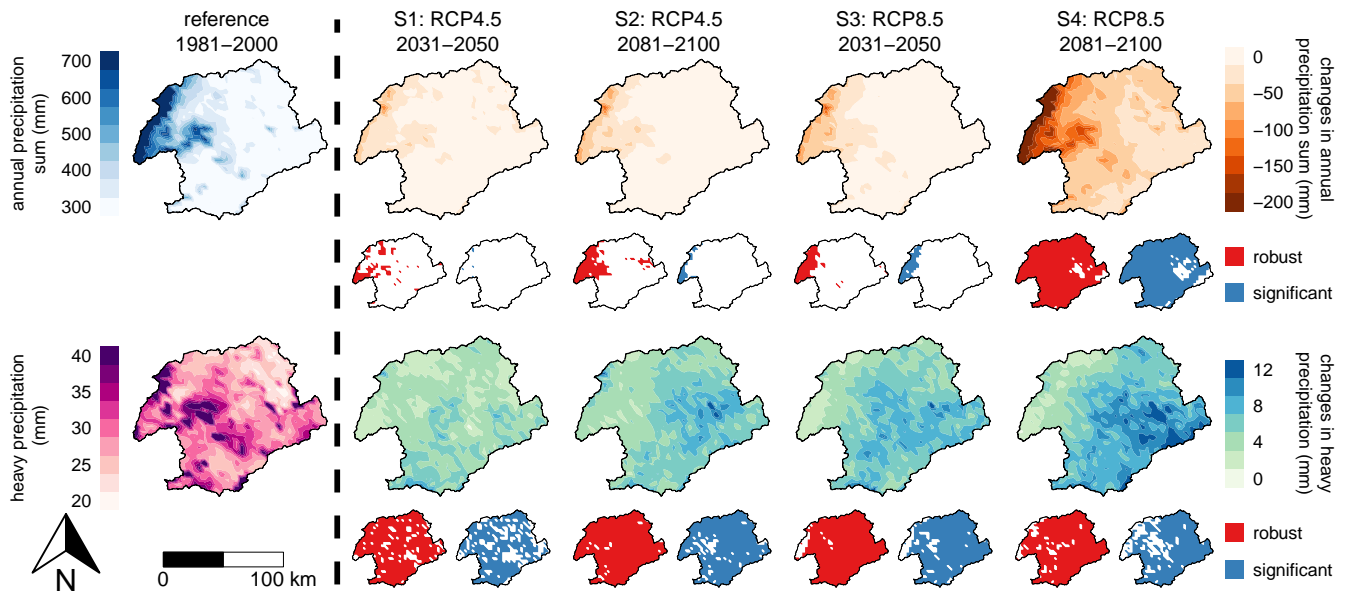 reference
1981−2000
S1: RCP4.5
2031−2050
S2: RCP4.5
2081−2100
S3: RCP8.5
2031−2050
S4: RCP8.5
2081−2100
annual precipitation
sum (mm)
700
600
500
400
300
0
−50
−100
−150
−200
changes in annual
precipitation sum (mm)
robust
significant
heavy precipitation
(mm)
40
35
30
25
20
12
8
4
0
changes in heavy
precipitation (mm)
robust
significant
N
0
100 km